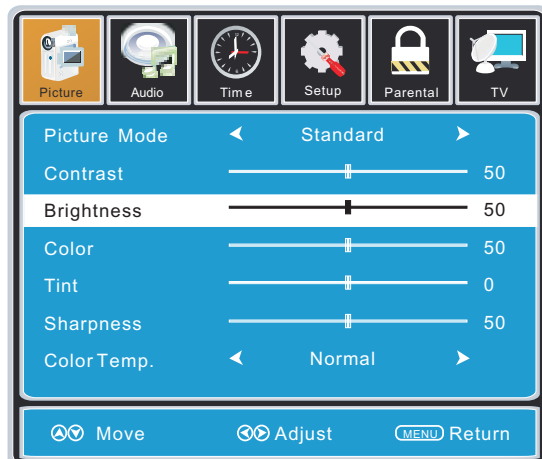 Picture Audio Time Setup Parental TV
Picture Mode Standard
Contrast 50
Brightness 50
Color 50
Tint 0
Sharpness 50
Color Temp. Normal
Move Adjust MENU Return